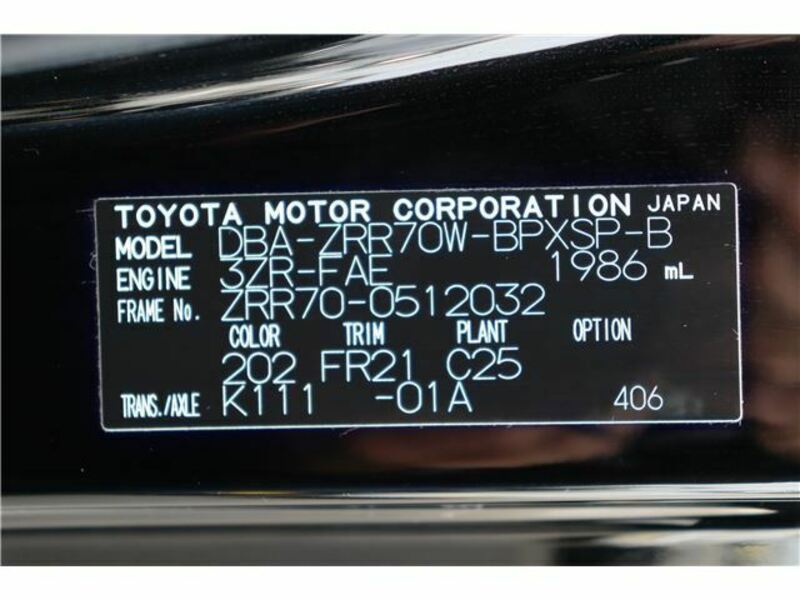 TOYOTA MOTOR CORPORATION JAPAN
MODEL DBA-ZRR70W-BPXSP-B
ENGINE 3ZR-FAE 1986 mL
FRAME No. ZRR70-0512032
COLOR TRIM PLANT OPTION
202 FR21 C25
TRANS./AXLE K111 -01A 406